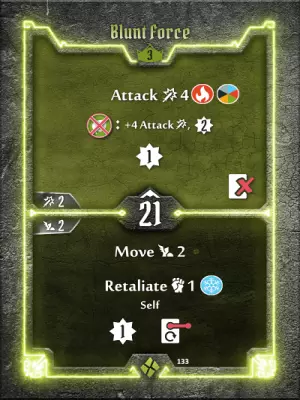 Blunt Force
3
Attack 4
: +4 Attack , 2
1
2
21
2
Move 2
Retaliate 1
Self
1
133